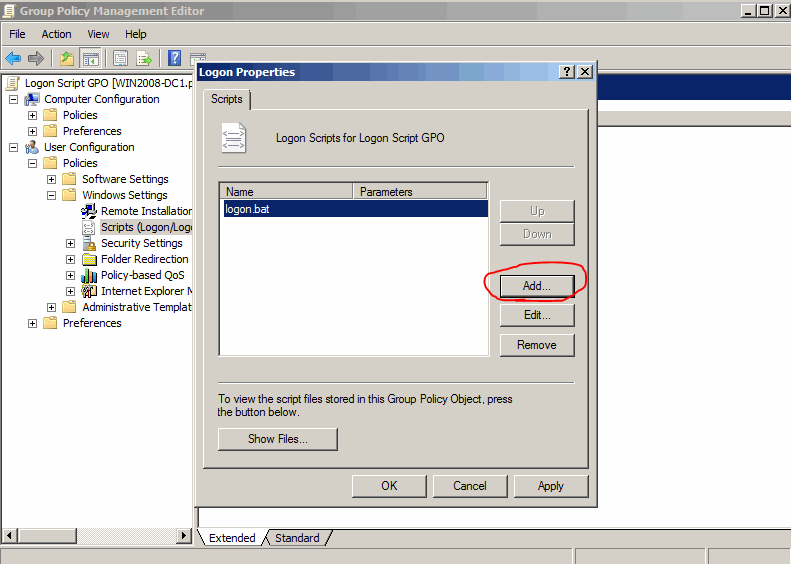 Group Policy Management Editor
File Action View Help
Logon Script GPO [WIN2008-DC1.p
Computer Configuration
Policies
Preferences
User Configuration
Policies
Software Settings
Windows Settings
Remote Installation
Scripts (Logon/Logo
Security Settings
Folder Redirection
Policy-based QoS
Internet Explorer M
Administrative Templat
Preferences
Logon Properties
Scripts
Logon Scripts for Logon Script GPO
Name Parameters
logon.bat
Up
Down
Add...
Edit...
Remove
To view the script files stored in this Group Policy Object, press
the button below.
Show Files...
OK Cancel Apply
Extended Standard